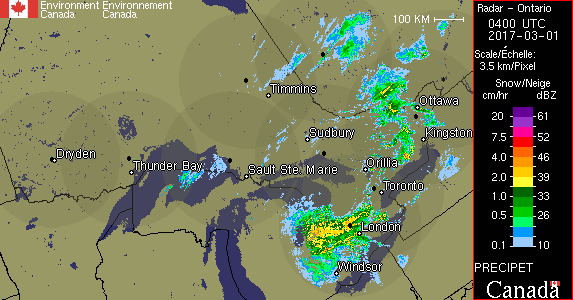 Environment Environnement
Canada Canada
100 KM
Timmins
Ottawa
Sudbury
Kingston
Dryden
Thunder Bay
Sault Ste. Marie
Orillia
Toronto
London
Windsor
Radar - Ontario
0400 UTC
2017-03-01
Scale/Échelle:
3.5 km/Pixel
Snow/Neige
cm/hr dBZ
20 61
7.5 52
4.0 46
2.0 39
1.0 33
0.5 26
0.1 10
PRECIPET
Canada